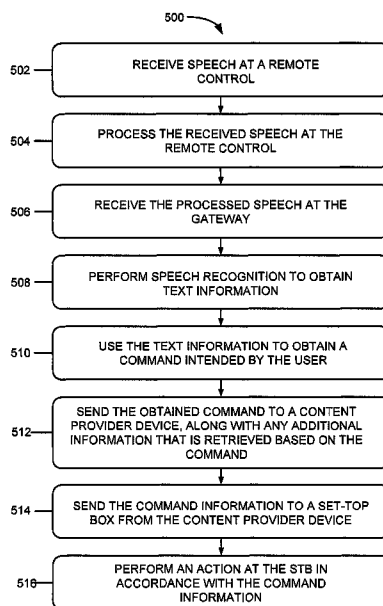 500
502
RECEIVE SPEECH AT A REMOTE
CONTROL
504
PROCESS THE RECEIVED SPEECH AT THE
REMOTE CONTROL
506
RECEIVE THE PROCESSED SPEECH AT THE
GATEWAY
508
PERFORM SPEECH RECOGNITION TO OBTAIN
TEXT INFORMATION
510
USE THE TEXT INFORMATION TO OBTAIN A
COMMAND INTENDED BY THE USER
512
SEND THE OBTAINED COMMAND TO A CONTENT
PROVIDER DEVICE, ALONG WITH ANY ADDITIONAL
INFORMATION THAT IS RETRIEVED BASED ON THE
COMMAND
514
SEND THE COMMAND INFORMATION TO A SET-TOP
BOX FROM THE CONTENT PROVIDER DEVICE
516
PERFORM AN ACTION AT THE STB IN
ACCORDANCE WITH THE COMMAND
INFORMATION